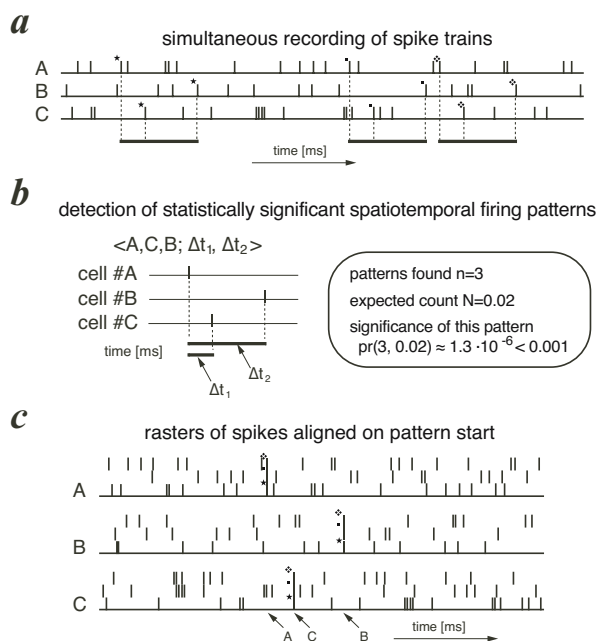 a
simultaneous recording of spike trains
A
B
C
time [ms]
b
detection of statistically significant spatiotemporal firing patterns
<A,C,B; Δt1, Δt2>
cell #A
cell #B
cell #C
time [ms]
Δt1
Δt2
patterns found n=3
expected count N=0.02
significance of this pattern
pr(3, 0.02) ≈ 1.3 ·10 -6 < 0.001
c
rasters of spikes aligned on pattern start
A
B
C
A C B
time [ms]